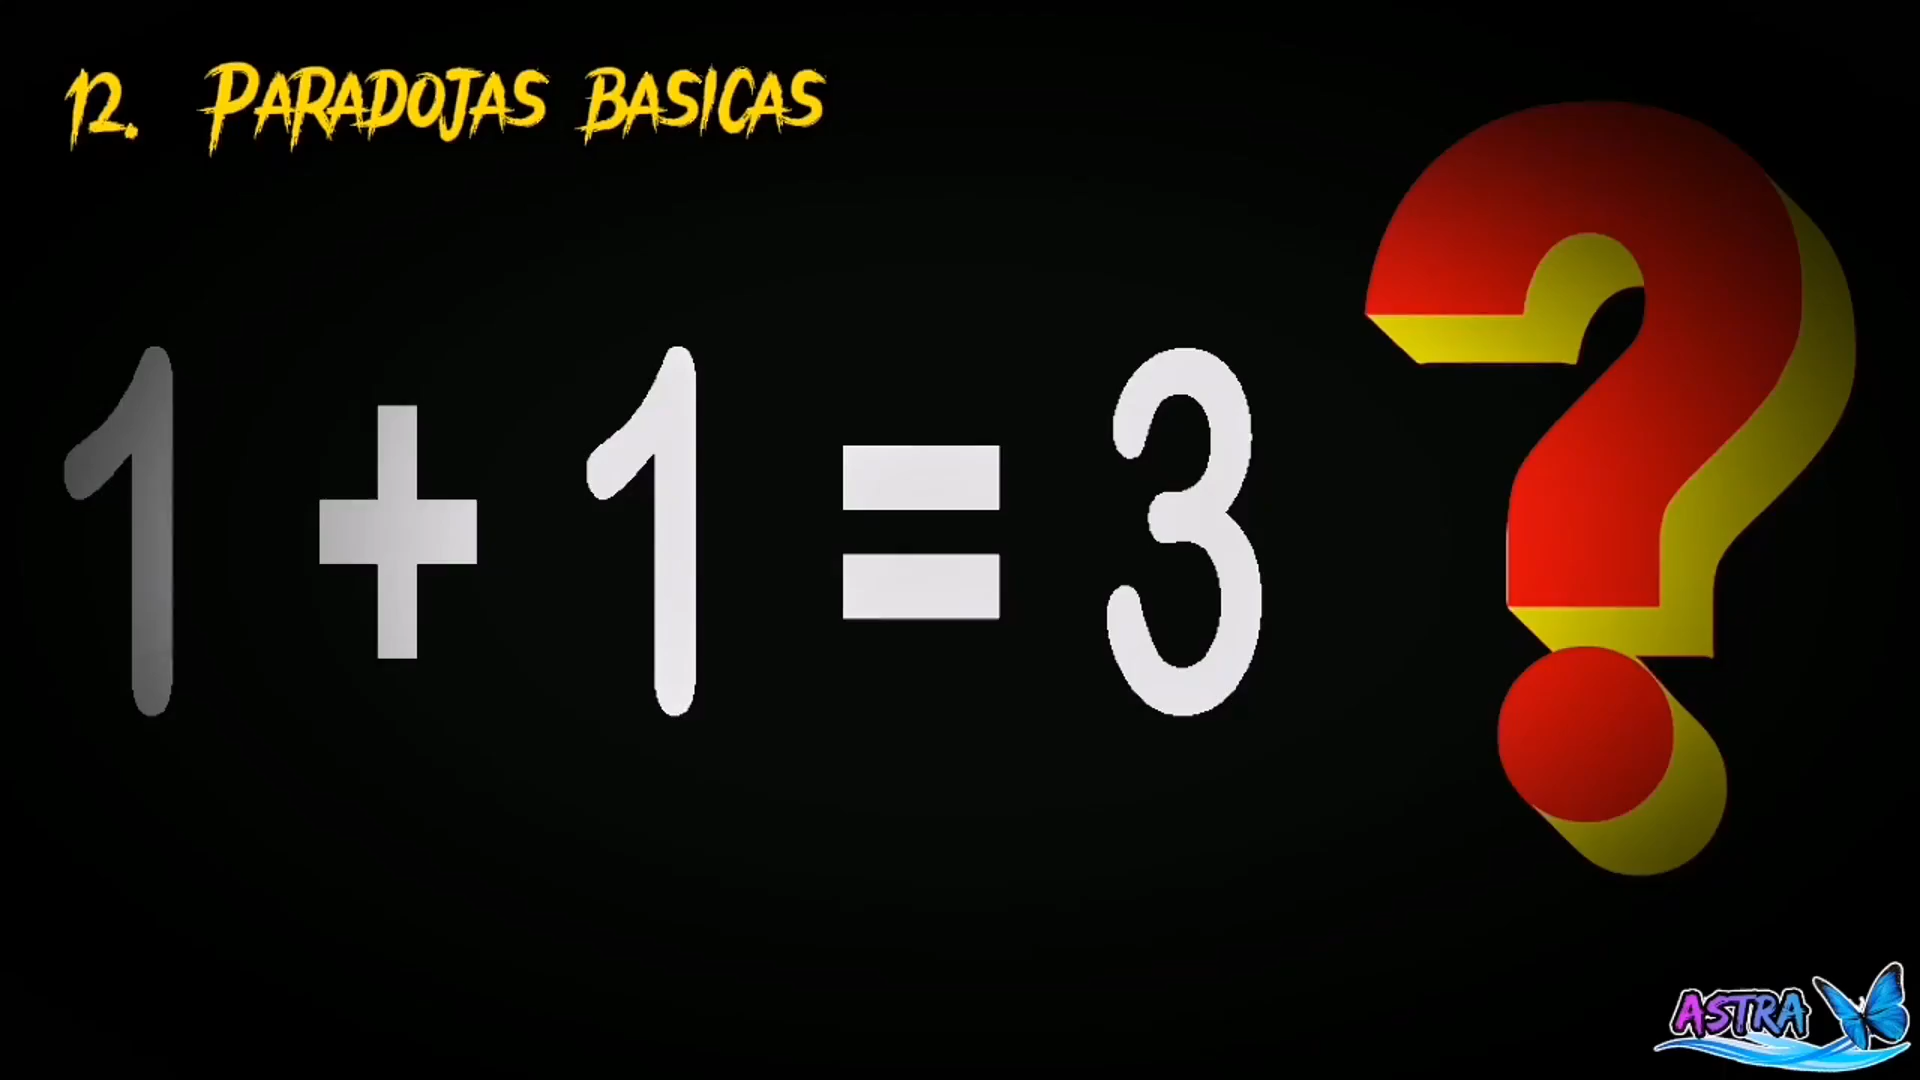 12. PARADOJAS BASICAS
1 + 1 = 3 ?
ASTRA